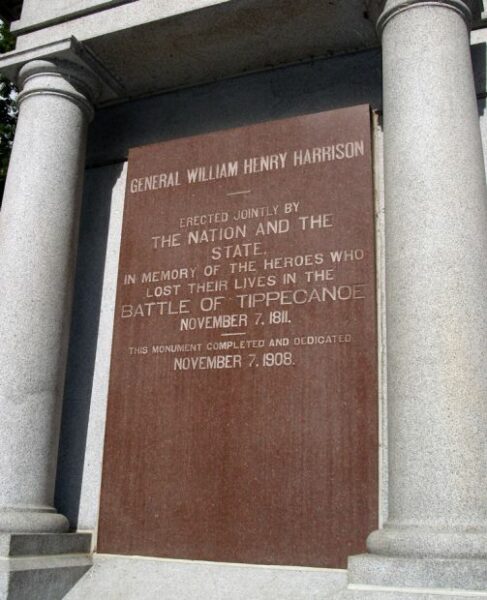 GENERAL WILLIAM HENRY HARRISON
ERECTED JOINTLY BY
THE NATION AND THE
STATE.
IN MEMORY OF THE HEROES WHO
LOST THEIR LIVES IN THE
BATTLE OF TIPPECANOE
NOVEMBER 7, 1811.
THIS MONUMENT COMPLETED AND DEDICATED
NOVEMBER 7, 1908.